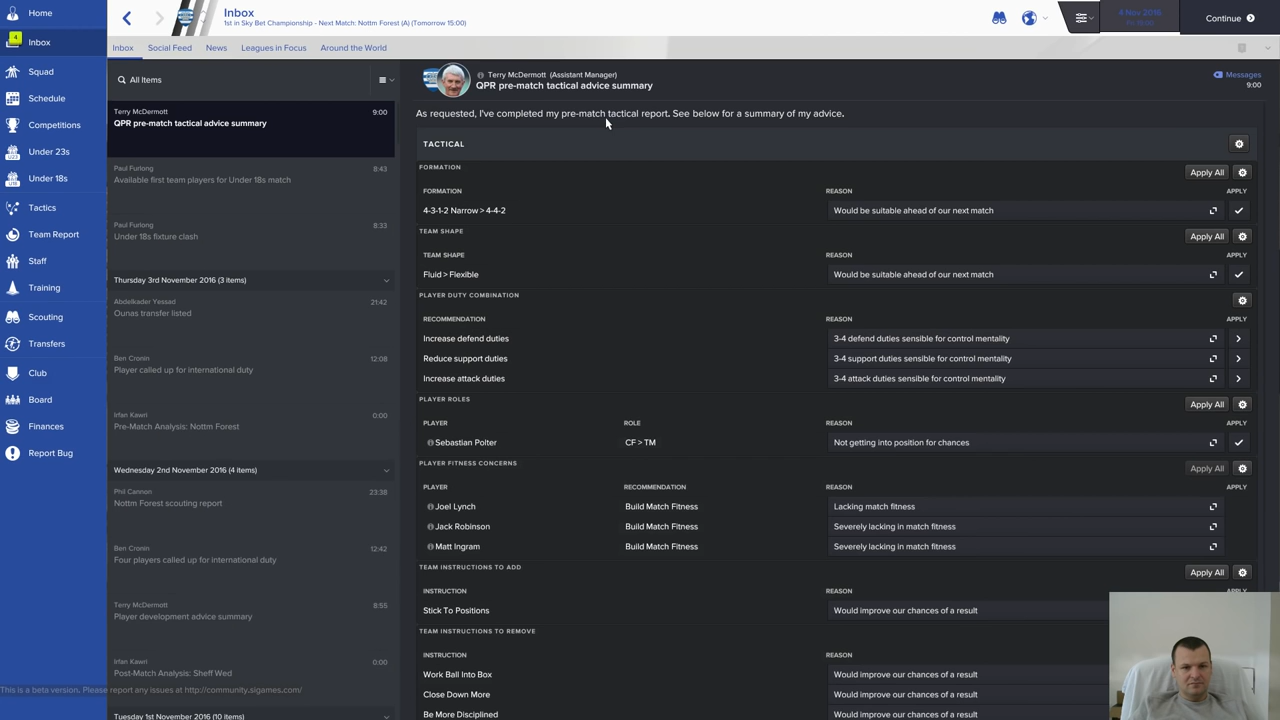 Home
4
Inbox
Squad
Schedule
Competitions
U23
Under 23s
U18
Under 18s
Tactics
Team Report
Staff
Training
Scouting
Transfers
Club
Board
Finances
Report Bug
Inbox
1st in Sky Bet Championship - Next Match: Nottm Forest (A) (Tomorrow 15:00)
4 Nov 2016
Fri 18:00
Continue
Inbox Social Feed News Leagues in Focus Around the World
All Items
Terry McDermott 9:00
QPR pre-match tactical advice summary
Paul Furlong 8:43
Available first team players for Under 18s match
Paul Furlong 8:33
Under 18s fixture clash
Thursday 3rd November 2016 (3 items)
Abdelkader Yessad 21:42
Ounas transfer listed
Ben Cronin 12:08
Player called up for international duty
Irfan Kawri 0:00
Pre-Match Analysis: Nottm Forest
Wednesday 2nd November 2016 (4 items)
Phil Cannon 23:38
Nottm Forest scouting report
Ben Cronin 12:42
Four players called up for international duty
Terry McDermott 8:55
Player development advice summary
Irfan Kawri 0:00
Post-Match Analysis: Sheff Wed
Tuesday 1st November 2016 (10 items)
This is a beta version. Please report any issues at http://community.sigames.com/
Terry McDermott (Assistant Manager)
QPR pre-match tactical advice summary
Messages
9:00
As requested, I've completed my pre-match tactical report. See below for a summary of my advice.
TACTICAL
FORMATION Apply All
FORMATION REASON APPLY
4-3-1-2 Narrow > 4-4-2 Would be suitable ahead of our next match
TEAM SHAPE Apply All
TEAM SHAPE REASON APPLY
Fluid > Flexible Would be suitable ahead of our next match
PLAYER DUTY COMBINATION
RECOMMENDATION REASON APPLY
Increase defend duties 3-4 defend duties sensible for control mentality
Reduce support duties 3-4 support duties sensible for control mentality
Increase attack duties 3-4 attack duties sensible for control mentality
PLAYER ROLES Apply All
PLAYER ROLE REASON APPLY
Sebastian Polter CF > TM Not getting into position for chances
PLAYER FITNESS CONCERNS Apply All
PLAYER RECOMMENDATION REASON APPLY
Joel Lynch Build Match Fitness Lacking match fitness
Jack Robinson Build Match Fitness Severely lacking in match fitness
Matt Ingram Build Match Fitness Severely lacking in match fitness
TEAM INSTRUCTIONS TO ADD Apply All
INSTRUCTION REASON APPLY
Stick To Positions Would improve our chances of a result
TEAM INSTRUCTIONS TO REMOVE
INSTRUCTION REASON
Work Ball Into Box Would improve our chances of a result
Close Down More Would improve our chances of a result
Be More Disciplined Would improve our chances of a result